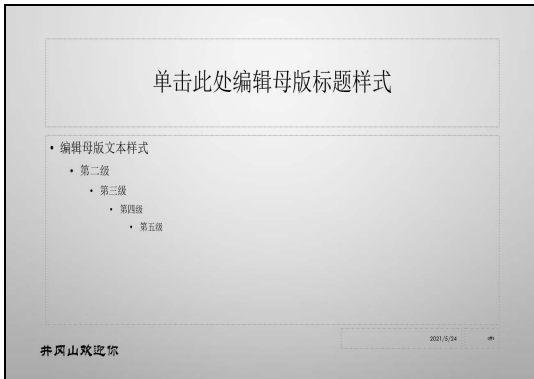 单击此处编辑母版标题样式
• 编辑母版文本样式
• 第二级
• 第三级
• 第四级
• 第五级
2021/5/24
‹#›
井冈山欢迎你